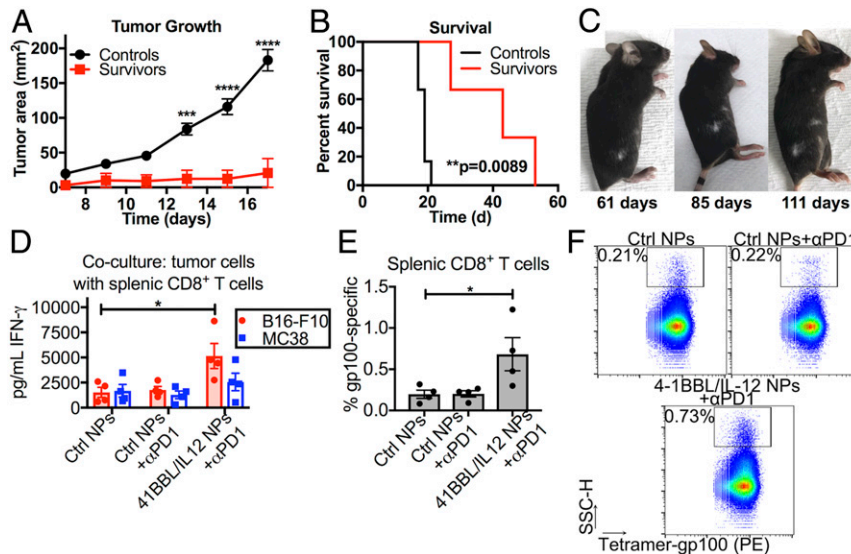 A
Tumor Growth
Tumor area (mm²)
200
150
100
50
0
8 10 12 14 16
Time (days)
Controls
Survivors
***
****
****
B
Survival
Percent survival
100
80
60
40
20
0
0 20 40 60
Time (d)
Controls
Survivors
**p=0.0089
C
61 days 85 days 111 days
D
Co-culture: tumor cells
with splenic CD8⁺ T cells
pg/mL IFN-γ
12500
10000
7500
5000
2500
0
*
B16-F10
MC38
Ctrl NPs
Ctrl NPs
+αPD1
41BBL/IL12 NPs
+αPD1
E
Splenic CD8⁺ T cells
% gp100-specific
1.5
1.0
0.5
0.0
*
Ctrl NPs
Ctrl NPs
+αPD1
41BBL/IL12 NPs
+αPD1
F
Ctrl NPs
0.21%
Ctrl NPs+αPD1
0.22%
4-1BBL/IL-12 NPs
+αPD1
0.73%
SSC-H
Tetramer-gp100 (PE)